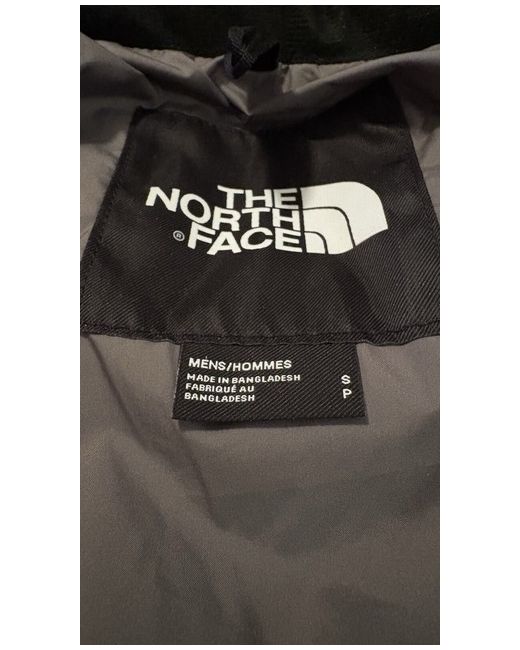 THE
NORTH
® FACE
MENS/HOMMES
MADE IN BANGLADESH
FABRIQUÉ AU
BANGLADESH
S
P